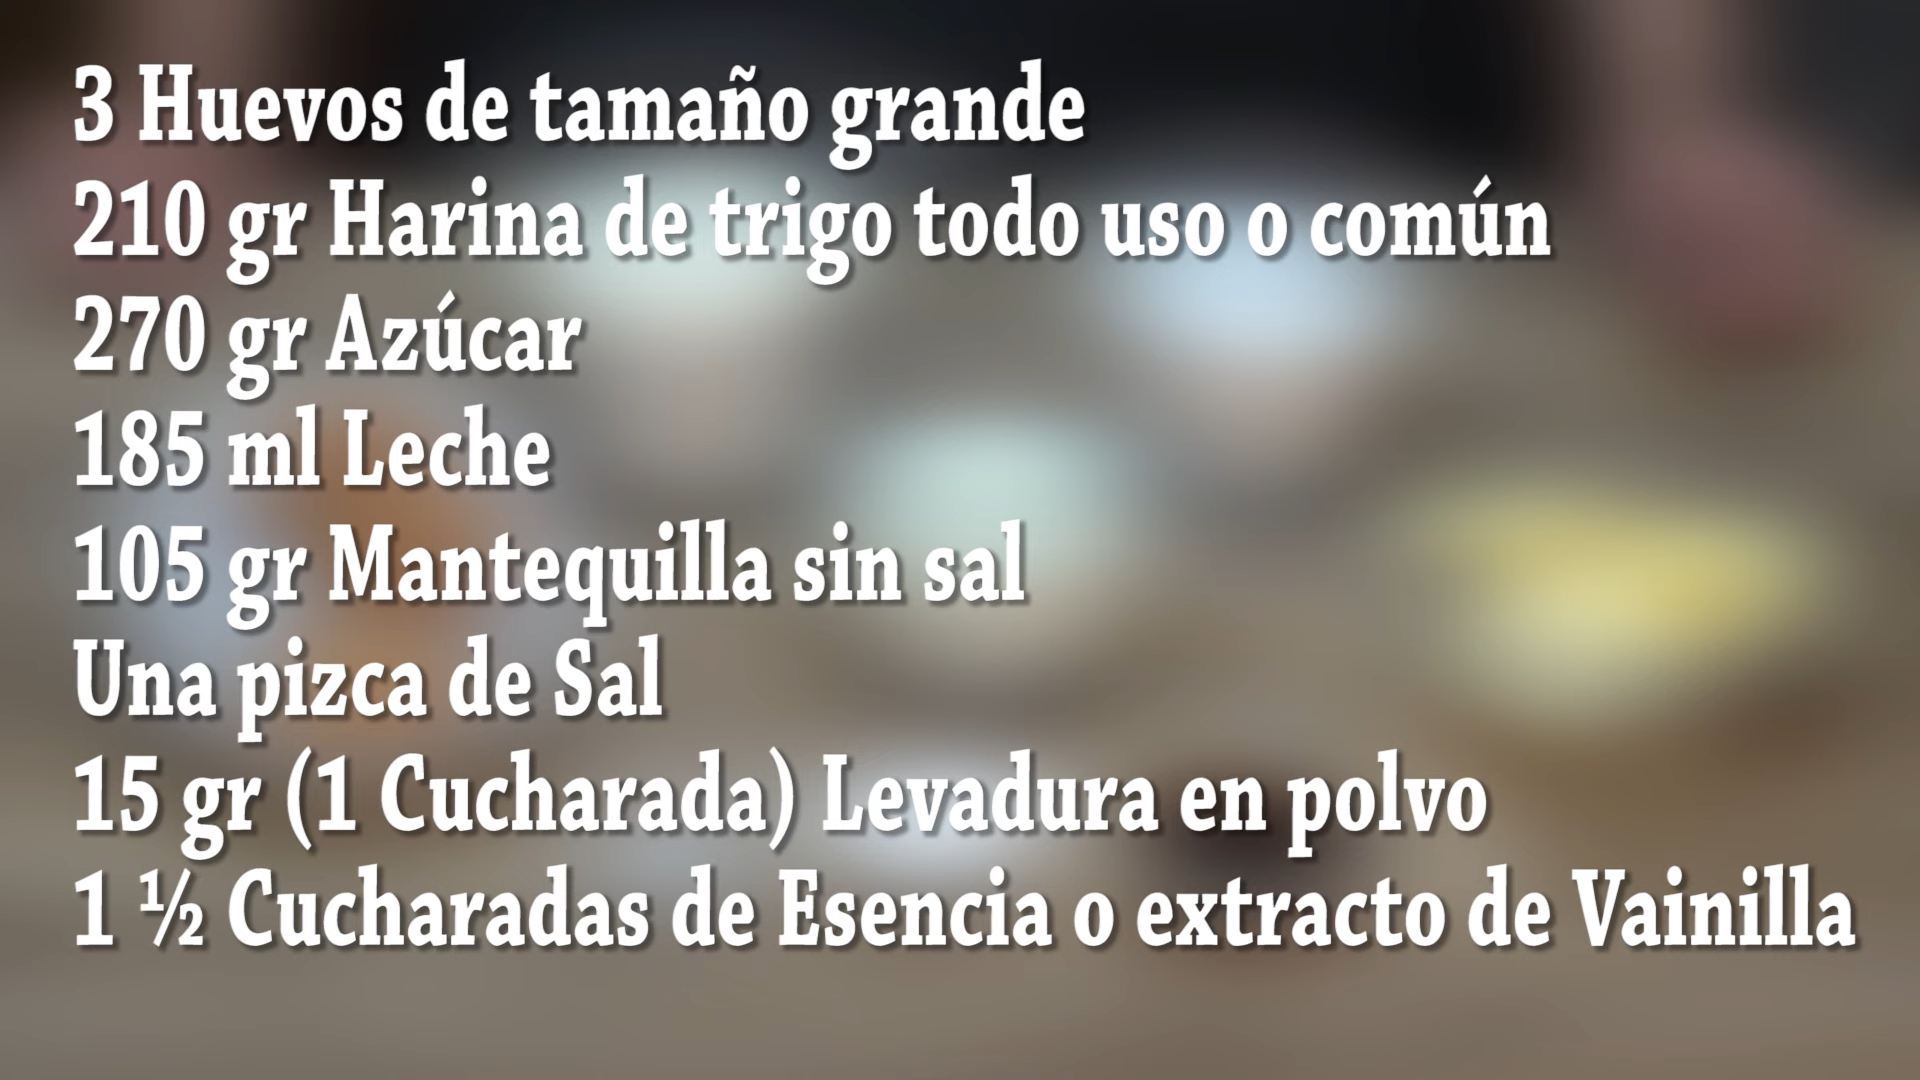 3 Huevos de tamaño grande
210 gr Harina de trigo todo uso o común
270 gr Azúcar
185 ml Leche
105 gr Mantequilla sin sal
Una pizca de Sal
15 gr (1 Cucharada) Levadura en polvo
1 ½ Cucharadas de Esencia o extracto de Vainilla